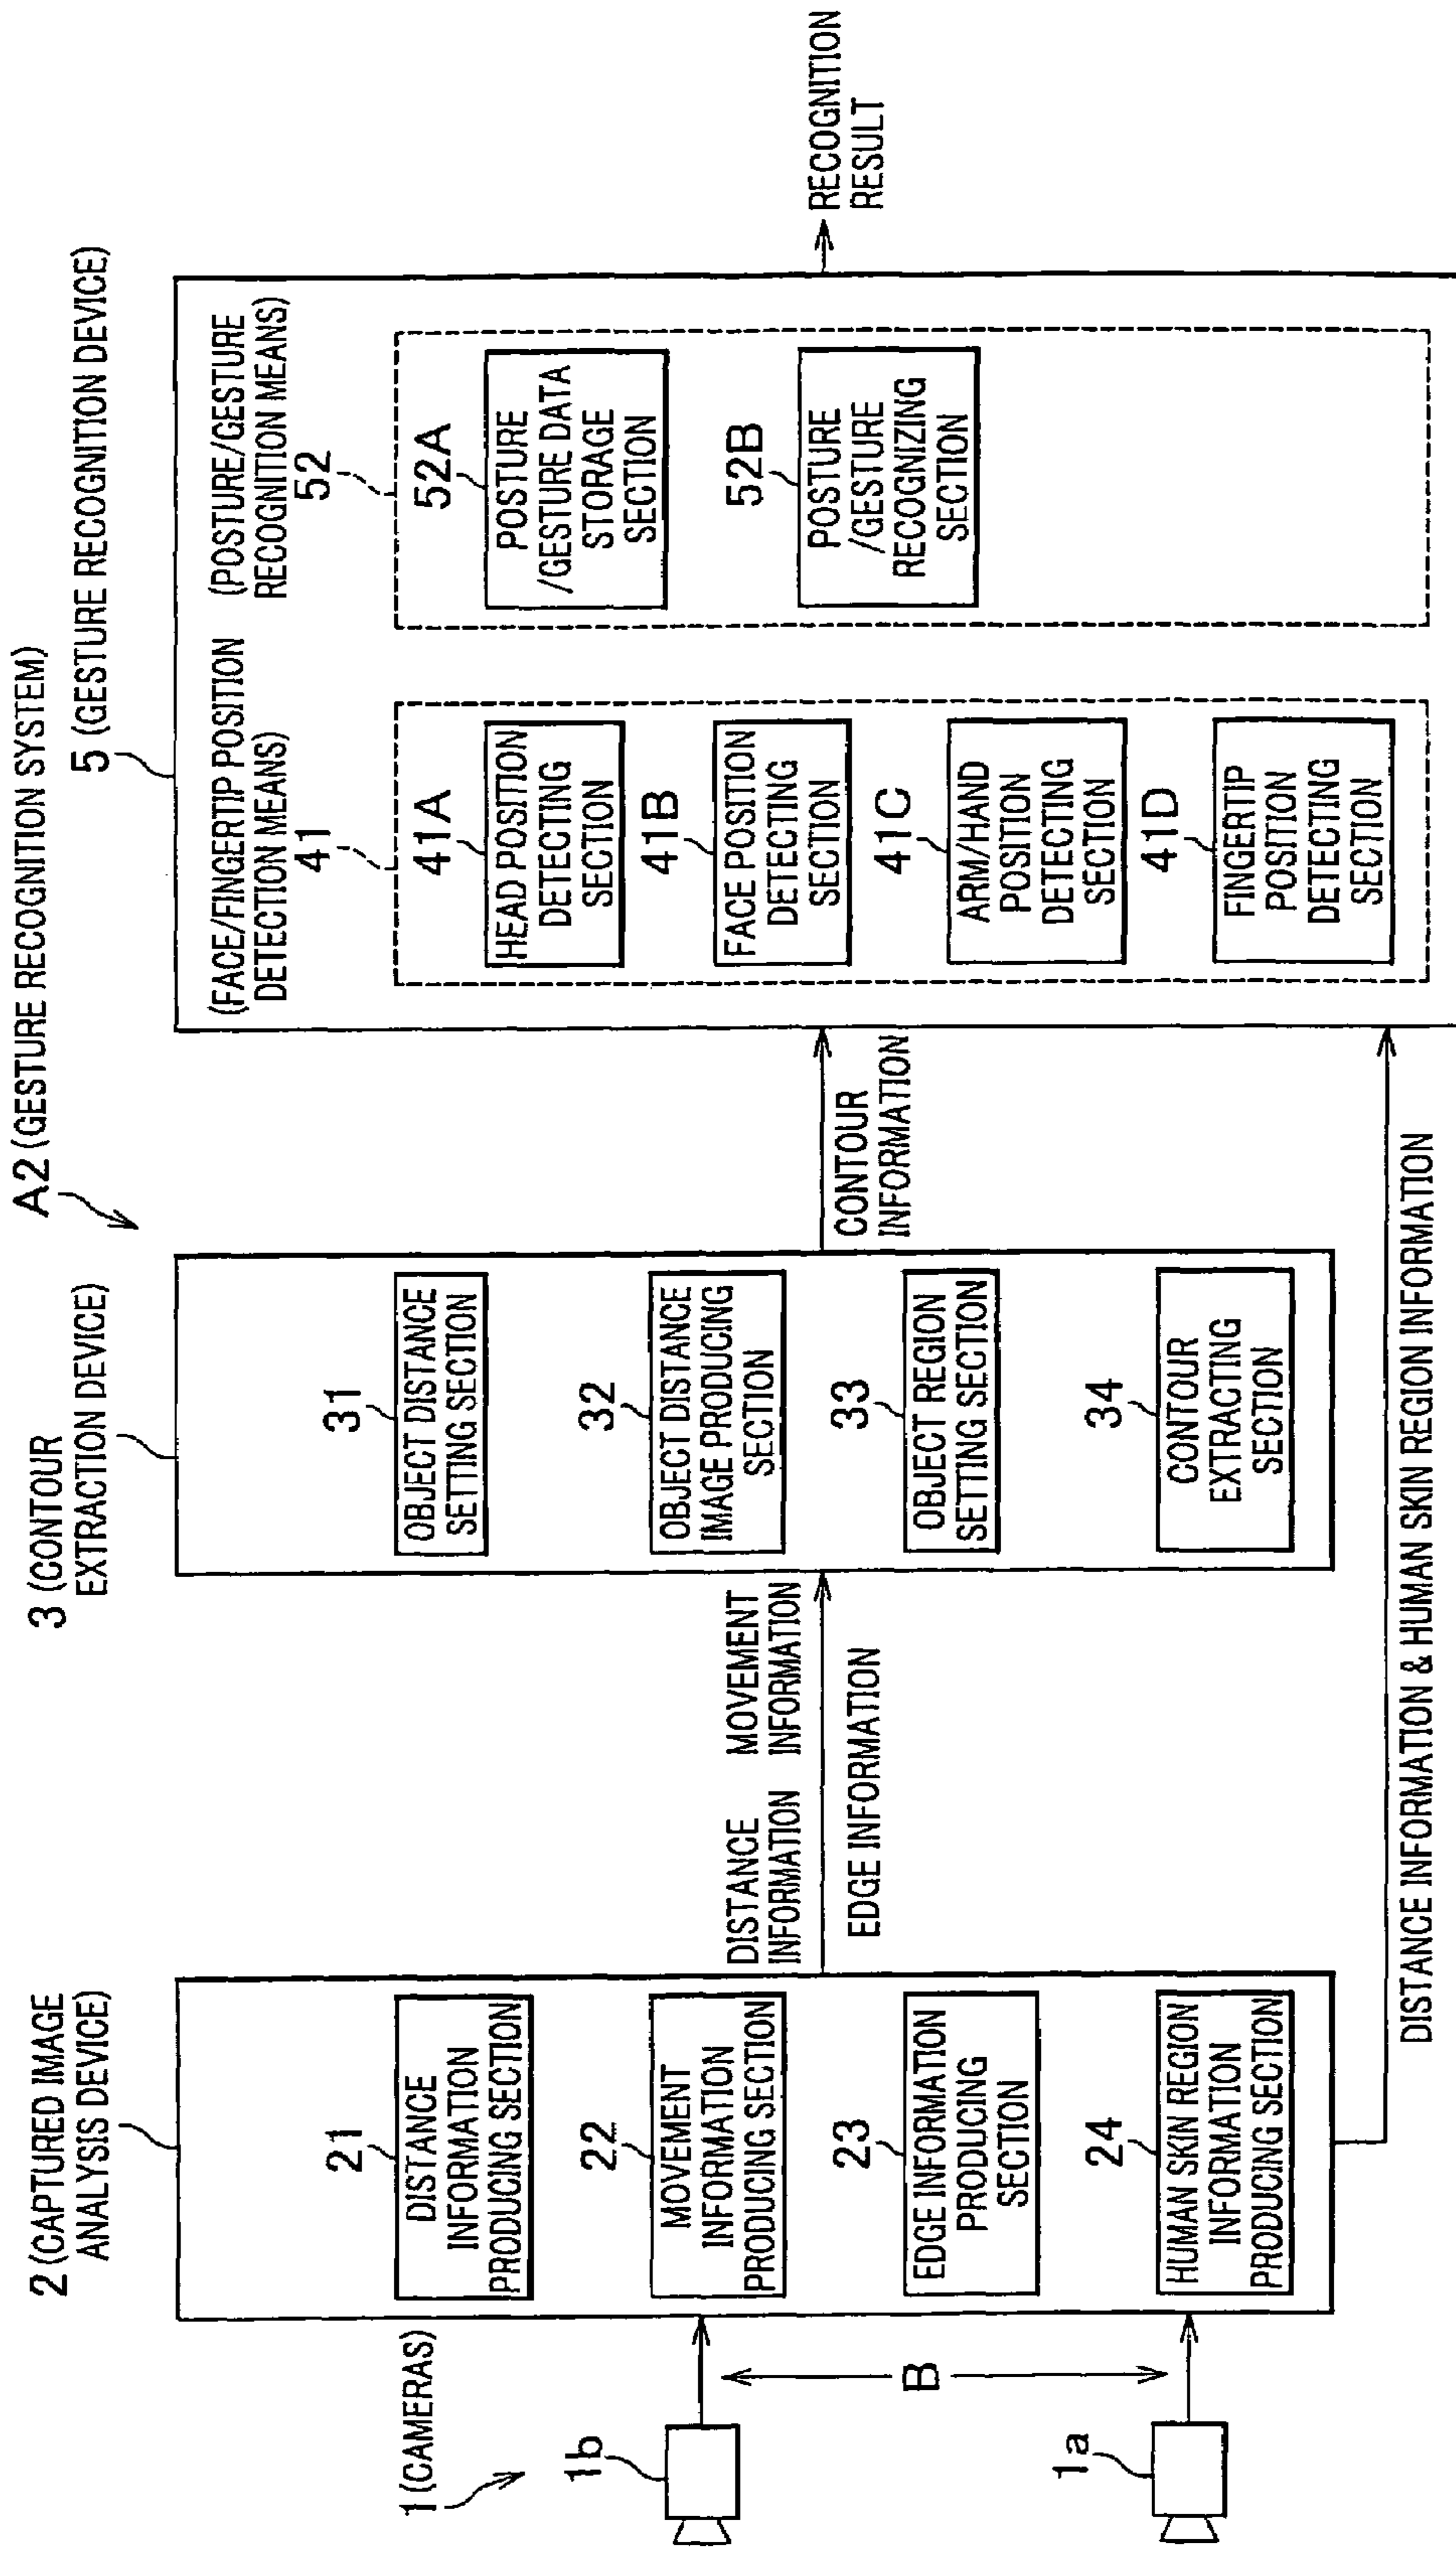 A2 (GESTURE RECOGNITION SYSTEM)
1 (CAMERAS)
1b
1a
B
2 (CAPTURED IMAGE
ANALYSIS DEVICE)
21
DISTANCE
INFORMATION
PRODUCING SECTION
22
MOVEMENT
INFORMATION
PRODUCING SECTION
23
EDGE INFORMATION
PRODUCING
SECTION
24
HUMAN SKIN REGION
INFORMATION
PRODUCING SECTION
DISTANCE
INFORMATION
MOVEMENT
INFORMATION
EDGE INFORMATION
3 (CONTOUR
EXTRACTION DEVICE)
31
OBJECT DISTANCE
SETTING SECTION
32
OBJECT DISTANCE
IMAGE PRODUCING
SECTION
33
OBJECT REGION
SETTING SECTION
34
CONTOUR
EXTRACTING
SECTION
CONTOUR
INFORMATION
DISTANCE INFORMATION & HUMAN SKIN REGION INFORMATION
5 (GESTURE RECOGNITION DEVICE)
(FACE/FINGERTIP POSITION
DETECTION MEANS)
41
41A
HEAD POSITION
DETECTING
SECTION
41B
FACE POSITION
DETECTING
SECTION
41C
ARM/HAND
POSITION
DETECTING
SECTION
41D
FINGERTIP
POSITION
DETECTING
SECTION
(POSTURE/GESTURE
RECOGNITION MEANS)
52
52A
POSTURE
/GESTURE DATA
STORAGE
SECTION
52B
POSTURE
/GESTURE
RECOGNIZING
SECTION
RECOGNITION
RESULT